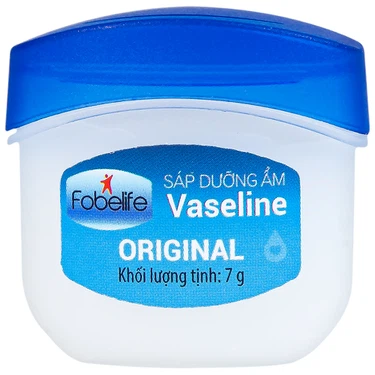 Fobelife
SÁP DƯỠNG ẨM
Vaseline
ORIGINAL
Khối lượng tịnh: 7 g